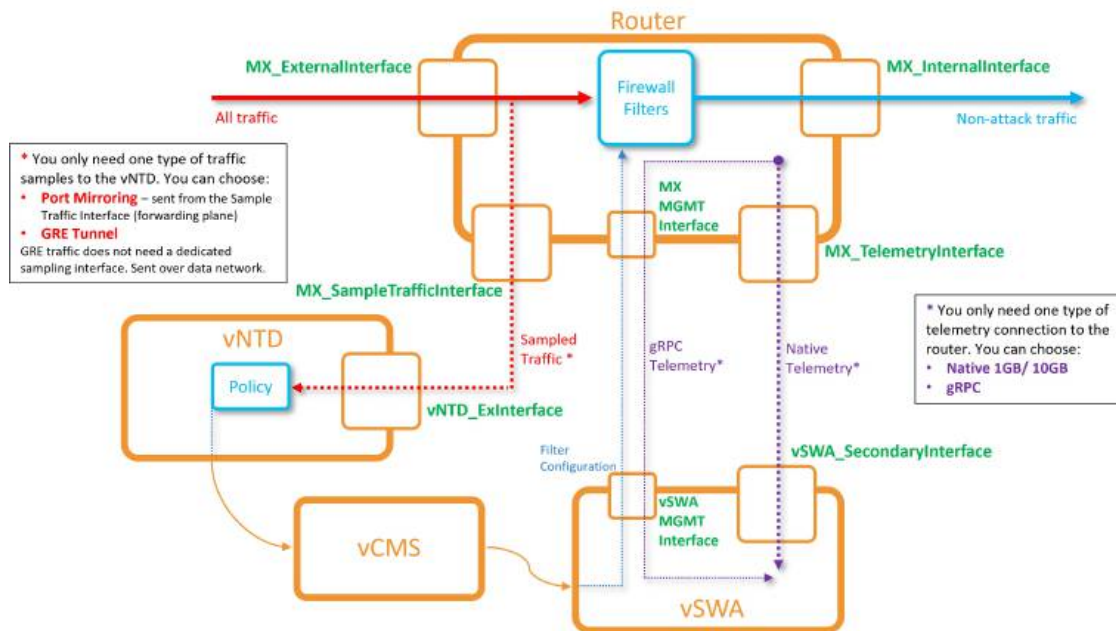 Router
MX_ExternalInterface
MX_InternalInterface
Firewall
Filters
All traffic
Non-attack traffic
* You only need one type of traffic
samples to the vNTD. You can choose:
• Port Mirroring – sent from the Sample
Traffic Interface (forwarding plane)
• GRE Tunnel
GRE traffic does not need a dedicated
sampling interface. Sent over data network.
MX
MGMT
Interface
MX_SampleTrafficInterface
MX_TelemetryInterface
* You only need one type of
telemetry connection to the
router. You can choose:
• Native 1GB/ 10GB
• gRPC
vNTD
Policy
vNTD_ExInterface
Sampled
Traffic *
gRPC
Telemetry*
Native
Telemetry*
Filter
Configuration
vSWA_SecondaryInterface
vSWA
MGMT
Interface
vCMS
vSWA